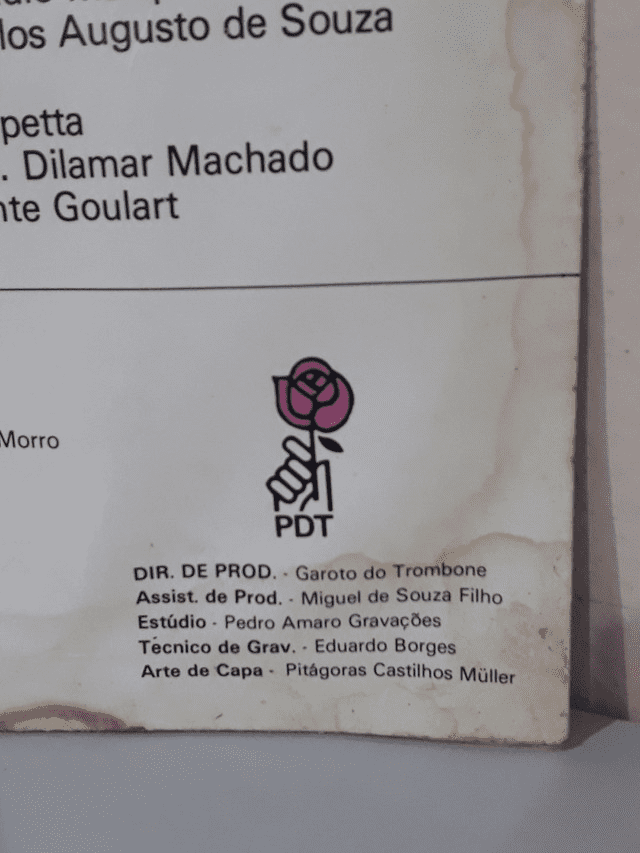 los Augusto de Souza
petta
. Dilamar Machado
nte Goulart
Morro
PDT
DIR. DE PROD. - Garoto do Trombone
Assist. de Prod. - Miguel de Souza Filho
Estúdio - Pedro Amaro Gravações
Técnico de Grav. - Eduardo Borges
Arte de Capa - Pitágoras Castilhos Müller